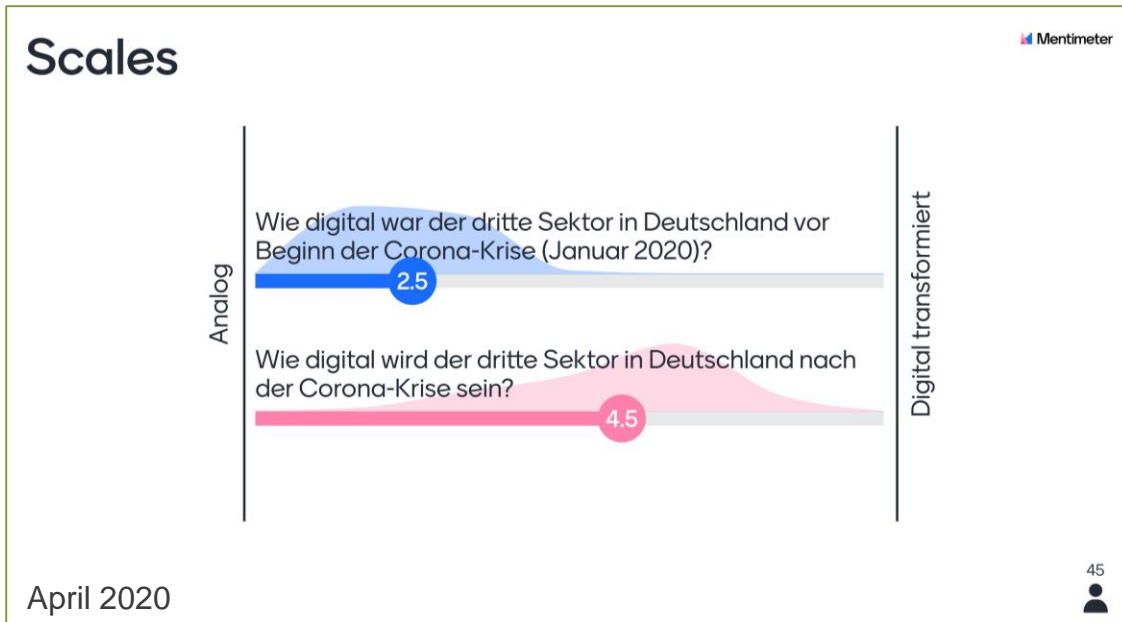 Scales
Mentimeter
Analog
Wie digital war der dritte Sektor in Deutschland vor
Beginn der Corona-Krise (Januar 2020)?
2.5
Wie digital wird der dritte Sektor in Deutschland nach
der Corona-Krise sein?
4.5
Digital transformiert
April 2020
45